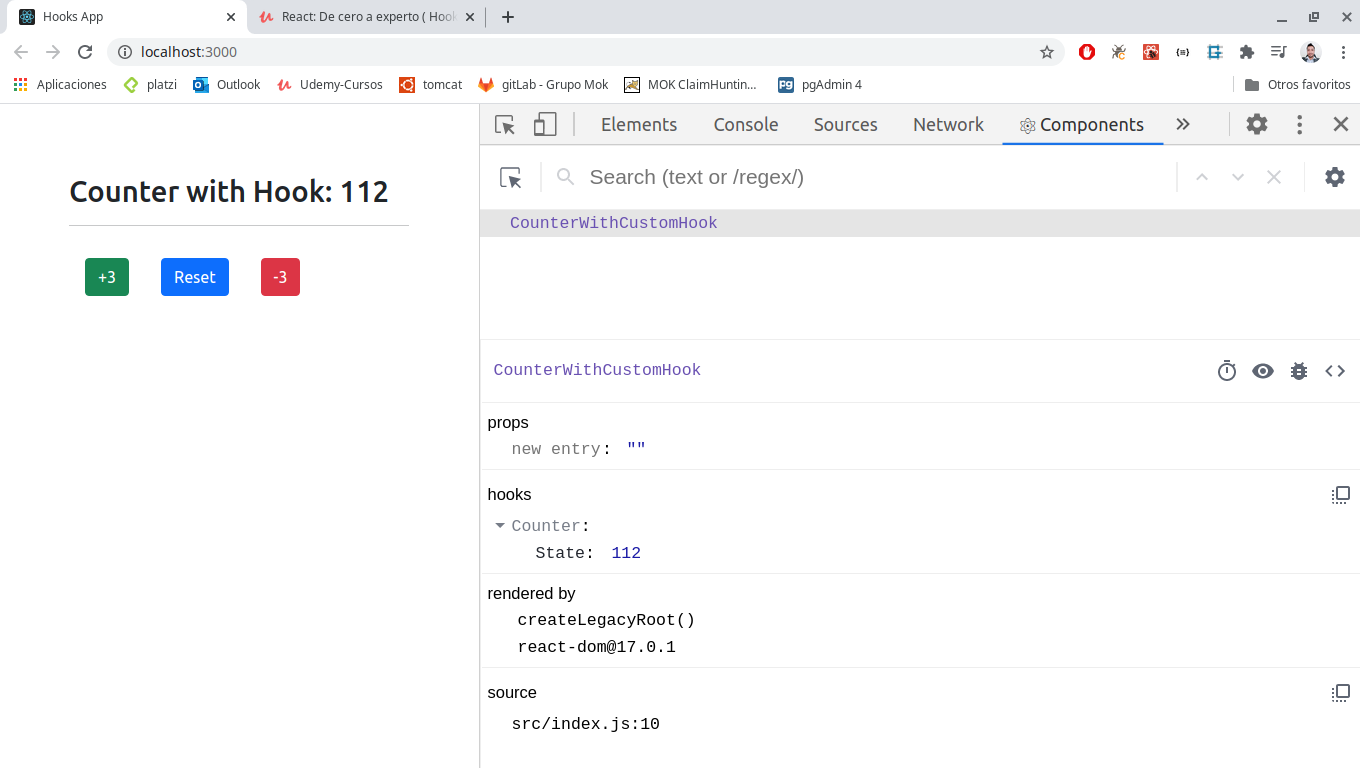 Hooks App
React: De cero a experto ( Hook
localhost:3000
Aplicaciones
platzi
Outlook
Udemy-Cursos
tomcat
gitLab - Grupo Mok
MOK ClaimHuntin...
pgAdmin 4
Otros favoritos
Elements
Console
Sources
Network
Components
Search (text or /regex/)
CounterWithCustomHook
Counter with Hook: 112
+3
Reset
-3
CounterWithCustomHook
props
new entry: ""
hooks
Counter:
State: 112
rendered by
createLegacyRoot()
react-dom@17.0.1
source
src/index.js:10